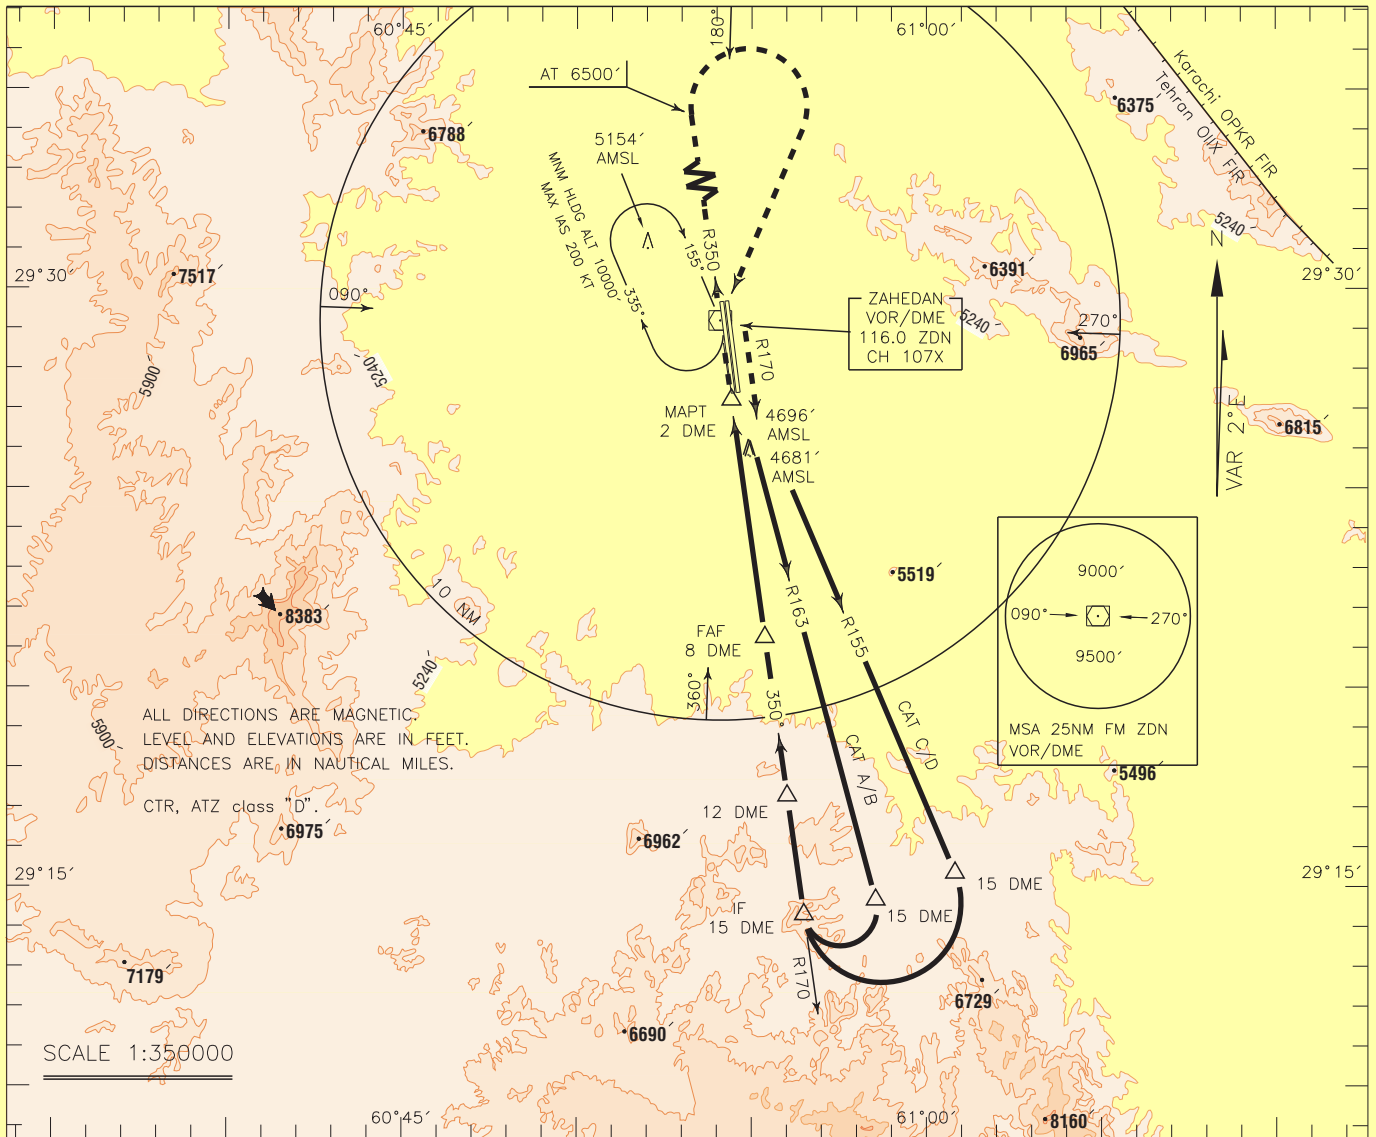 60°45´
180°
61°00´
AT 6500´
Karachi OPKR FIR
Tehran OIIX FIR
6375´
6788´
5154´
AMSL
MNM HLDG ALT 10000´
MAX IAS 200 KT
155°
335°
R350
5240´
N
29°30´
7517´
090°
6391´
29°30´
ZAHEDAN
VOR/DME
116.0 ZDN
CH 107X
5240´
270°
6965´
R170
5240´
5900´
MAPT
2 DME
4696´
AMSL
4681´
AMSL
VAR 2°E
6815´
5519´
9000´
090°
270°
9500´
MSA 25NM FM ZDN
VOR/DME
8383´
10 NM
R163
R155
FAF
8 DME
5240´
360°
350°
5900´
ALL DIRECTIONS ARE MAGNETIC.
LEVEL AND ELEVATIONS ARE IN FEET.
DISTANCES ARE IN NAUTICAL MILES.
CTR, ATZ class "D".
CAT A/B
CAT C/D
5496´
6975´
12 DME
6962´
29°15´
29°15´
15 DME
IF
15 DME
15 DME
R170
7179´
6729´
6690´
SCALE 1:350000
60°45´
61°00´
8160´